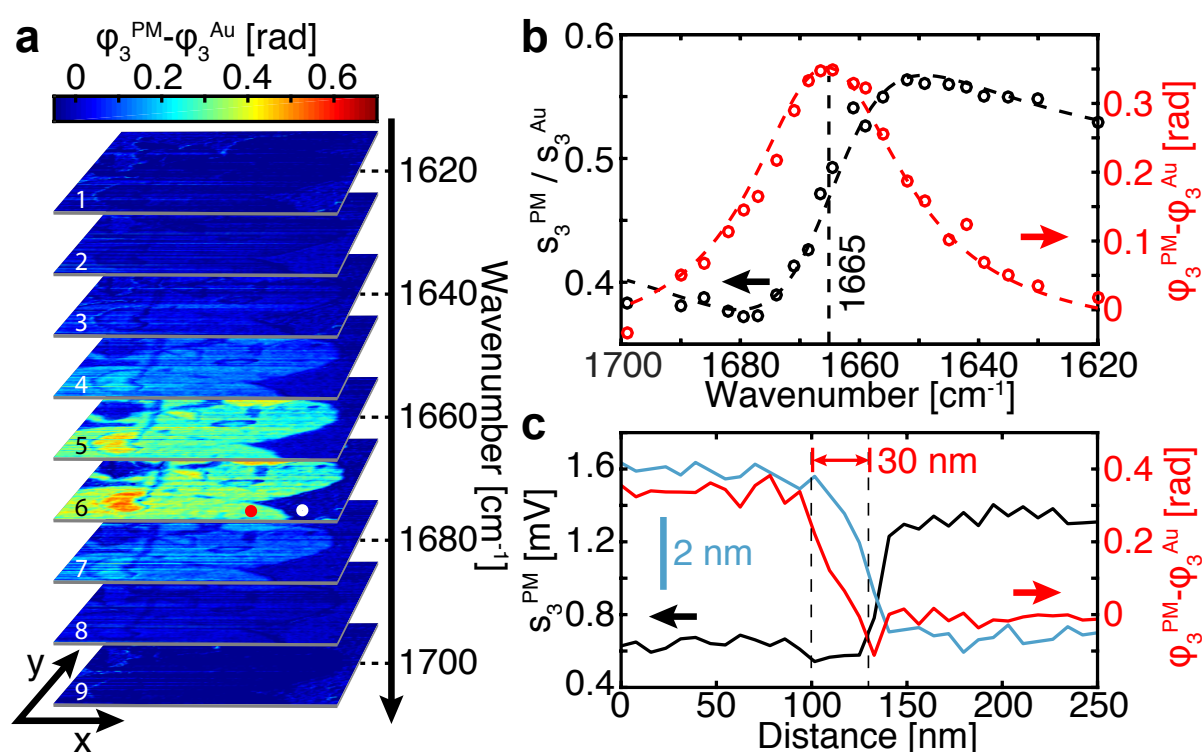 a
φ₃ᴾᴹ-φ₃ᴬᵘ [rad]
0 0.2 0.4 0.6
1
2
3
4
5
6
7
8
9
1620
1640
1660
1680
1700
Wavenumber [cm⁻¹]
y
x
b
s₃ᴾᴹ / s₃ᴬᵘ
0.6
0.5
0.4
φ₃ᴾᴹ-φ₃ᴬᵘ [rad]
0.3
0.2
0.1
0
1665
1700 1680 1660 1640 1620
Wavenumber [cm⁻¹]
c
s₃ᴾᴹ [mV]
1.6
1.2
0.8
0.4
2 nm
30 nm
φ₃ᴾᴹ-φ₃ᴬᵘ [rad]
0.4
0.2
0
0 50 100 150 200 250
Distance [nm]